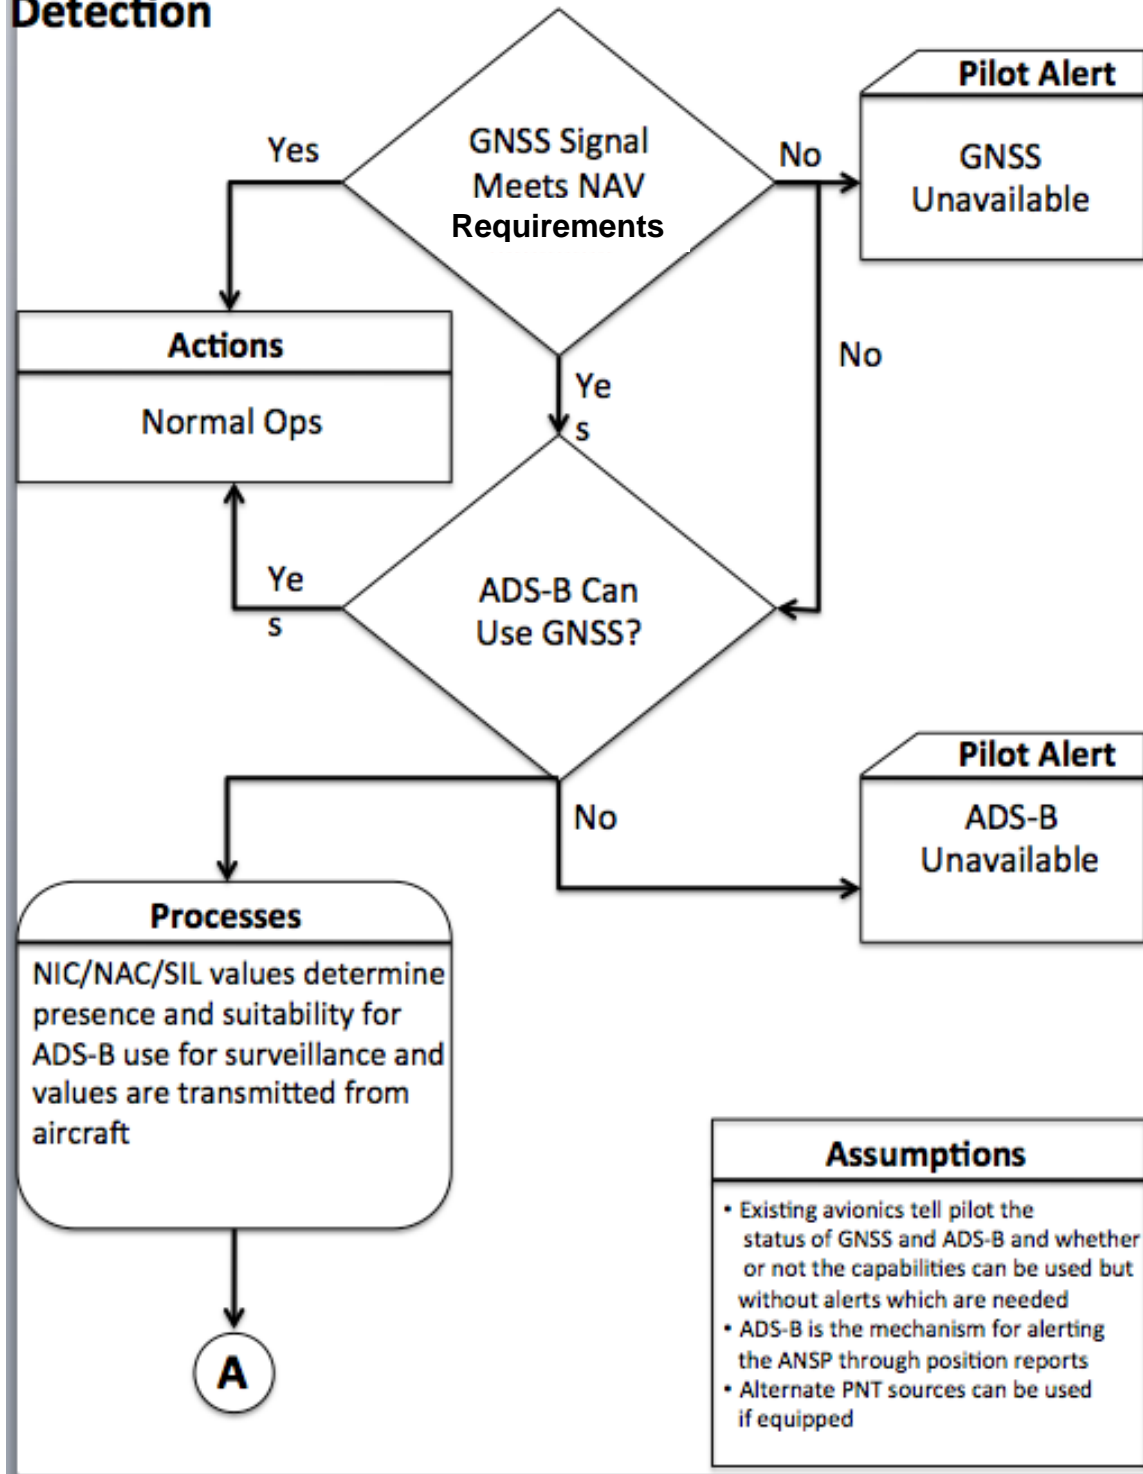 Detection
Pilot Alert
GNSS
Unavailable
Yes
GNSS Signal
Meets NAV
Requirements
No
No
Actions
Normal Ops
Ye
s
Ye
s
ADS-B Can
Use GNSS?
No
Pilot Alert
ADS-B
Unavailable
Processes
NIC/NAC/SIL values determine
presence and suitability for
ADS-B use for surveillance and
values are transmitted from
aircraft
A
Assumptions
• Existing avionics tell pilot the
status of GNSS and ADS-B and whether
or not the capabilities can be used but
without alerts which are needed
• ADS-B is the mechanism for alerting
the ANSP through position reports
• Alternate PNT sources can be used
if equipped